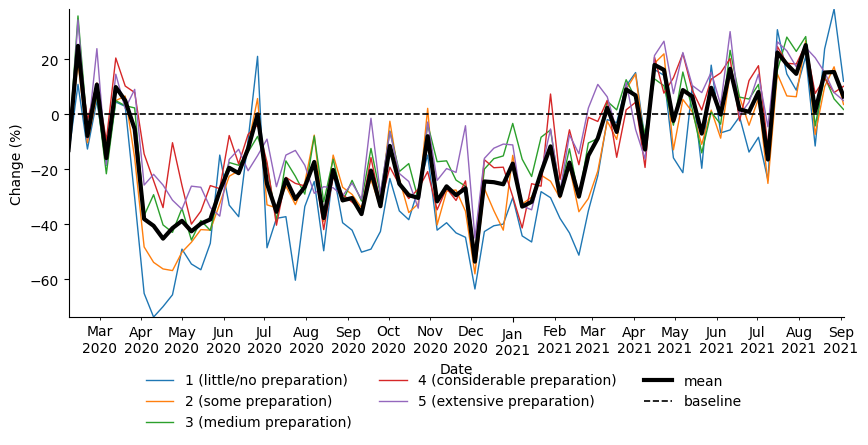 20
0
−20
−40
−60
Change (%)
Mar Apr May Jun Jul Aug Sep Oct Nov Dec Jan Feb Mar Apr May Jun Jul Aug Sep
2020 2020 2020 2020 2020 2020 2020 2020 2020 2020 2021 2021 2021 2021 2021 2021 2021 2021 2021
Date
1 (little/no preparation) 4 (considerable preparation) mean
2 (some preparation) 5 (extensive preparation) baseline
3 (medium preparation)